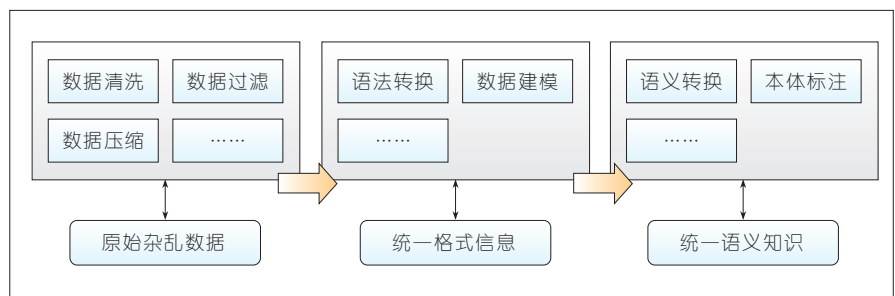 数据清洗 数据过滤 语法转换 数据建模 语义转换 本体标注
数据压缩 …… …… ……
原始杂乱数据 统一格式信息 统一语义知识